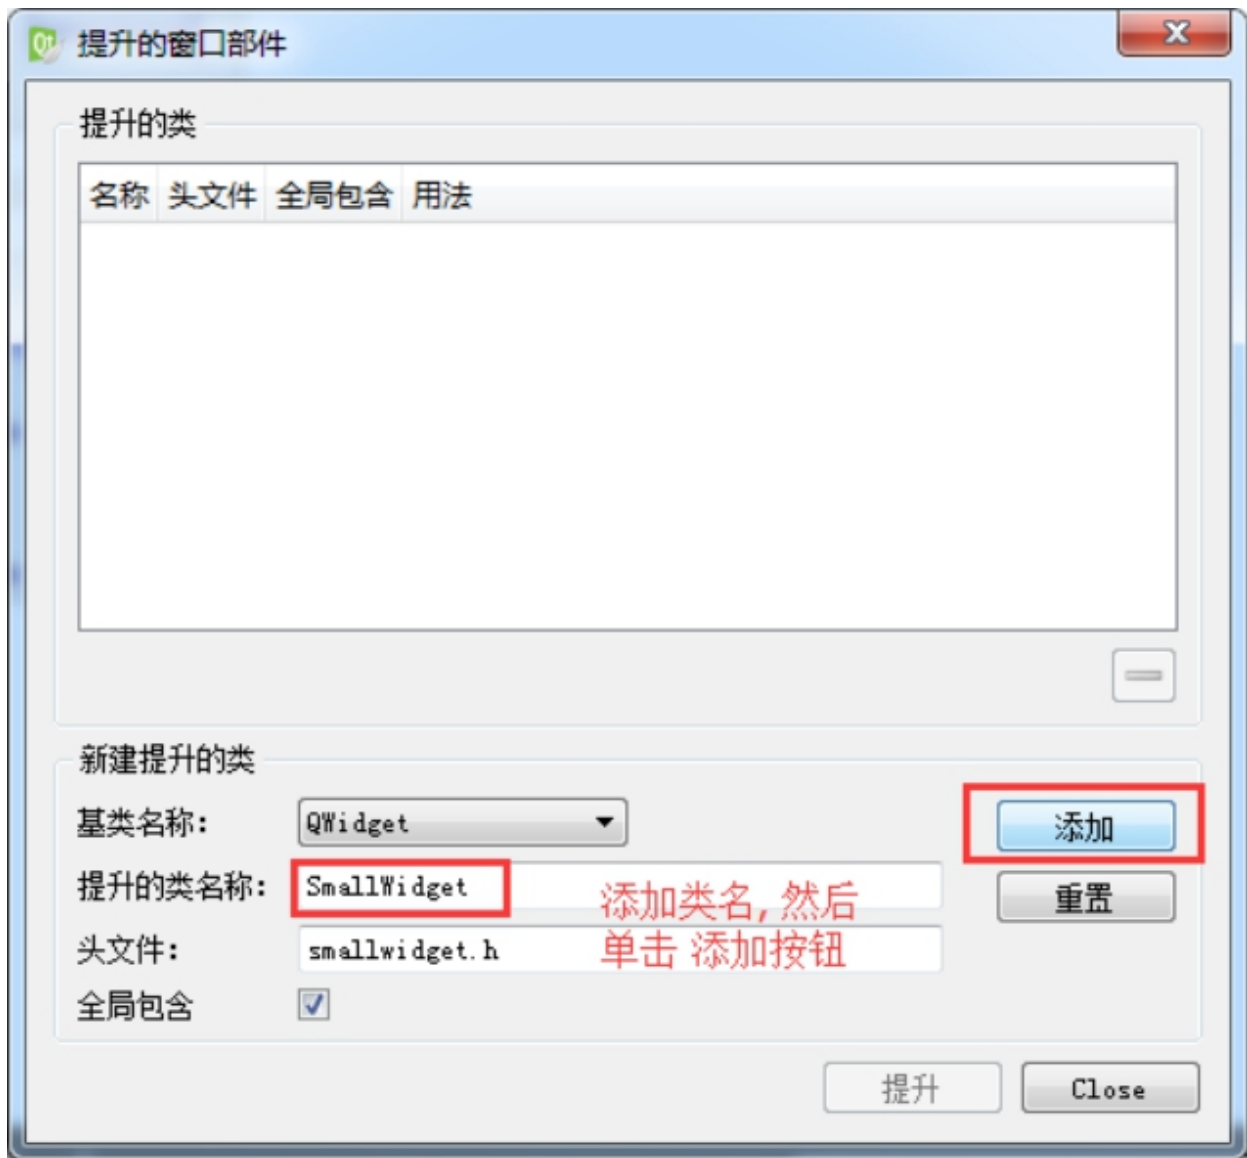 Qt 提升的窗口部件
提升的类
名称 头文件 全局包含 用法
新建提升的类
基类名称: QWidget 添加
提升的类名称: SmallWidget 重置
添加类名, 然后
单击 添加按钮
头文件: smallwidget.h
全局包含
提升 Close